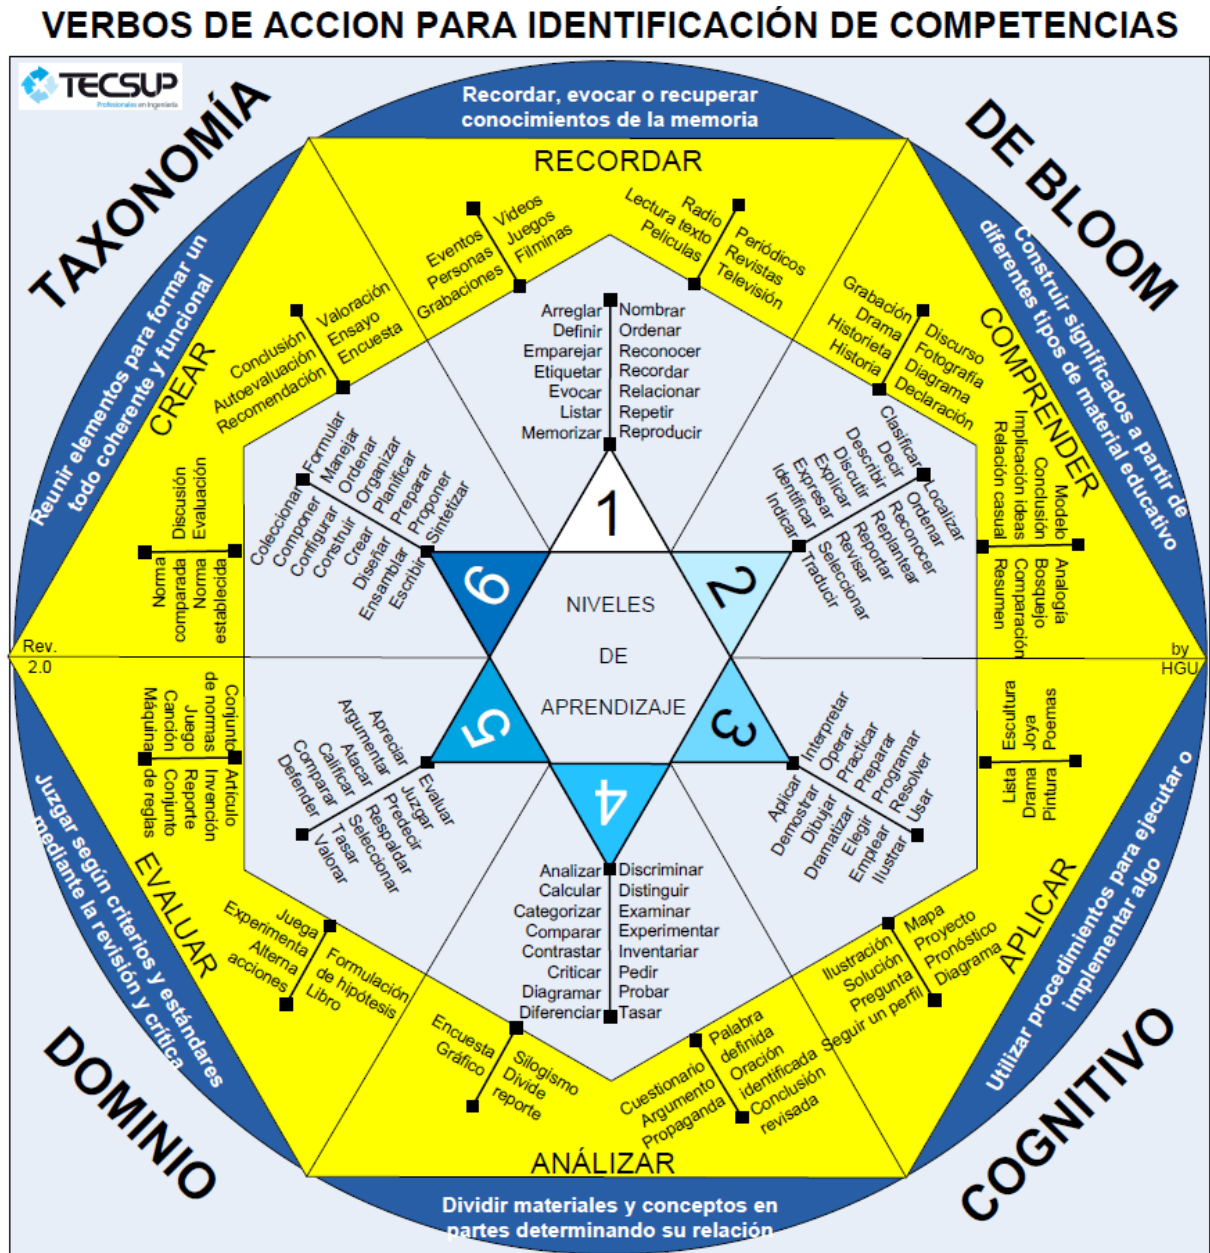 VERBOS DE ACCION PARA IDENTIFICACIÓN DE COMPETENCIAS
TECSUP
Profesionales en Ingeniería
TAXONOMÍA
DE BLOOM
Recordar, evocar o recuperar
conocimientos de la memoria
RECORDAR
Eventos
Personas
Grabaciones
Videos
Juegos
Filminas
Radio
Lectura texto
Peliculas
Periódicos
Revistas
Televisión
Arreglar
Definir
Emparejar
Etiquetar
Evocar
Listar
Memorizar
Nombrar
Ordenar
Reconocer
Recordar
Relacionar
Repetir
Reproducir
1
Construir significados a partir de
diferentes tipos de material educativo
COMPRENDER
Grabación
Drama
Historieta
Historia
Discurso
Fotografía
Diagrama
Declaración
Modelo
Conclusión
Implicación ideas
Relación casual
Analogía
Bosquejo
Comparación
Resumen
Clasificar
Decir
Describir
Discutir
Explicar
Expresar
Identificar
Indicar
Localizar
Ordenar
Reconocer
Replantear
Reportar
Revisar
Seleccionar
Traducir
2
by
HGU
Utilizar procedimientos para ejecutar o
implementar algo
APLICAR
Escultura
Joya
Poemas
Lista
Drama
Pintura
Ilustración
Solución
Pregunta
Seguir un perfil
Mapa
Proyecto
Pronóstico
Diagrama
Interpretar
Operar
Practicar
Preparar
Programar
Resolver
Usar
Aplicar
Demostrar
Dibujar
Dramatizar
Elegir
Emplear
Ilustrar
3
Dividir materiales y conceptos en
partes determinando su relación
ANÁLIZAR
Palabra
definida
Oración
identificada
Conclusión
revisada
Cuestionario
Argumento
Propaganda
Encuesta
Gráfico
Silogismo
Divide
reporte
Analizar
Calcular
Categorizar
Comparar
Contrastar
Criticar
Diagramar
Diferenciar
Discriminar
Distinguir
Examinar
Experimentar
Inventariar
Pedir
Probar
Tasar
4
Juzgar según criterios y estándares
mediante la revisión y crítica
EVALUAR
Juega
Experimenta
Alterna
acciones
Formulación
de hipótesis
Libro
Conjunto
de normas
Juego
Canción
Máquina
Artículo
Invención
Reporte
Conjunto
de reglas
Apreciar
Argumentar
Atacar
Calificar
Comparar
Defender
Evaluar
Juzgar
Predecir
Respaldar
Seleccionar
Tasar
Valorar
5
Rev.
2.0
Reunir elementos para formar un
todo coherente y funcional
CREAR
Discusión
Evaluación
Norma
comparada
Norma
establecida
Conclusión
Autoevaluación
Recomendación
Valoración
Ensayo
Encuesta
Formular
Manejar
Ordenar
Organizar
Planificar
Preparar
Proponer
Sintetizar
Coleccionar
Componer
Configurar
Construir
Crear
Diseñar
Ensamblar
Escribir
6
NIVELES
DE
APRENDIZAJE
DOMINIO
COGNITIVO